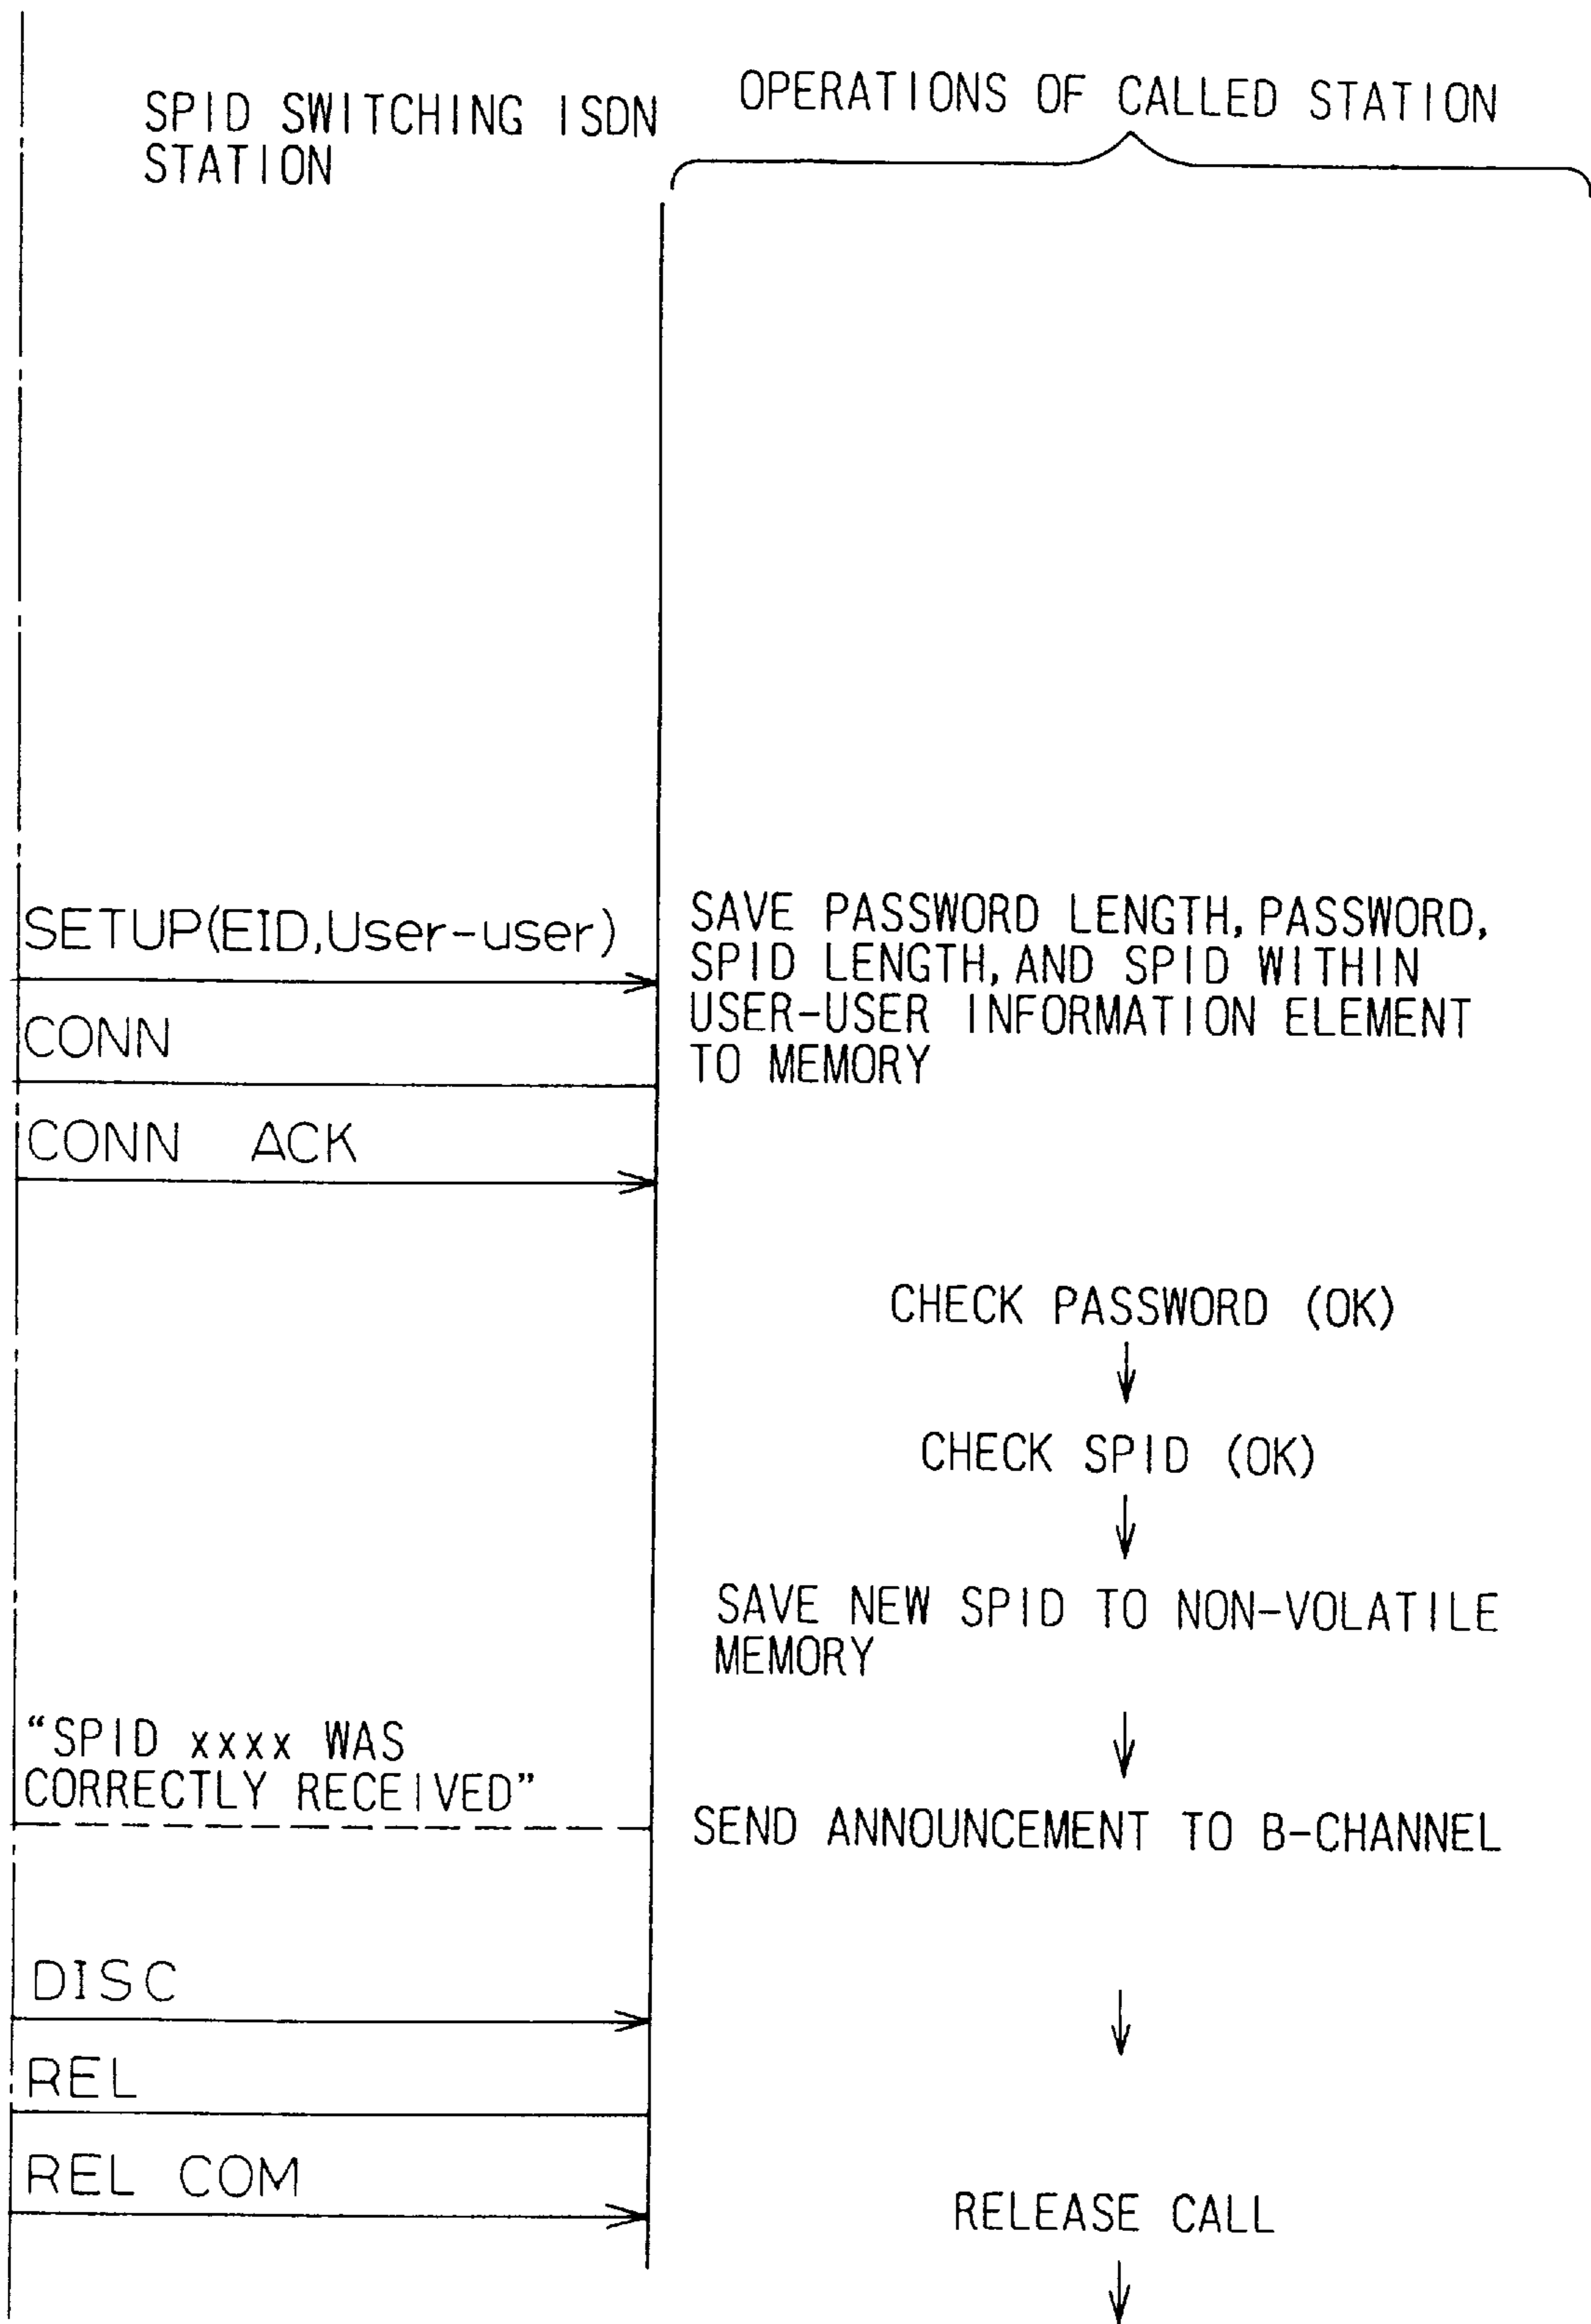 SPID SWITCHING ISDN
STATION
OPERATIONS OF CALLED STATION
SETUP(EID,User-user)
SAVE PASSWORD LENGTH, PASSWORD,
SPID LENGTH, AND SPID WITHIN
USER-USER INFORMATION ELEMENT
TO MEMORY
CONN
CONN ACK
CHECK PASSWORD (OK)
CHECK SPID (OK)
SAVE NEW SPID TO NON-VOLATILE
MEMORY
“SPID xxxx WAS
CORRECTLY RECEIVED”
SEND ANNOUNCEMENT TO B-CHANNEL
DISC
REL
REL COM
RELEASE CALL